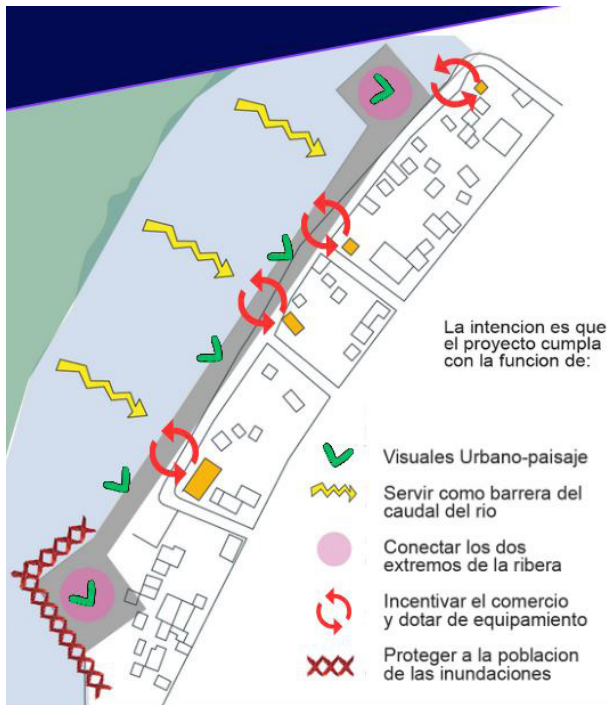 La intencion es que
el proyecto cumpla
con la funcion de:
Visuales Urbano-paisaje
Servir como barrera del
caudal del rio
Conectar los dos
extremos de la ribera
Incentivar el comercio
y dotar de equipamiento
Proteger a la poblacion
de las inundaciones